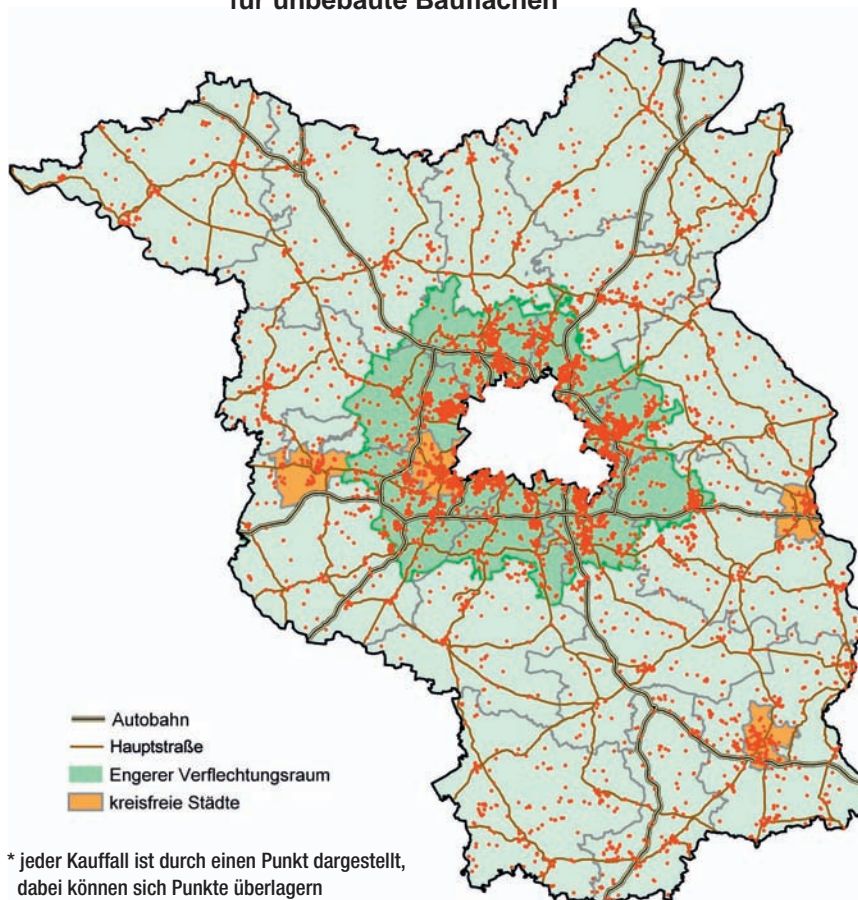 für unbebaute Bauflächen
Autobahn
Hauptstraße
Engerer Verflechtungsraum
kreisfreie Städte
* jeder Kauffall ist durch einen Punkt dargestellt,
dabei können sich Punkte überlagern